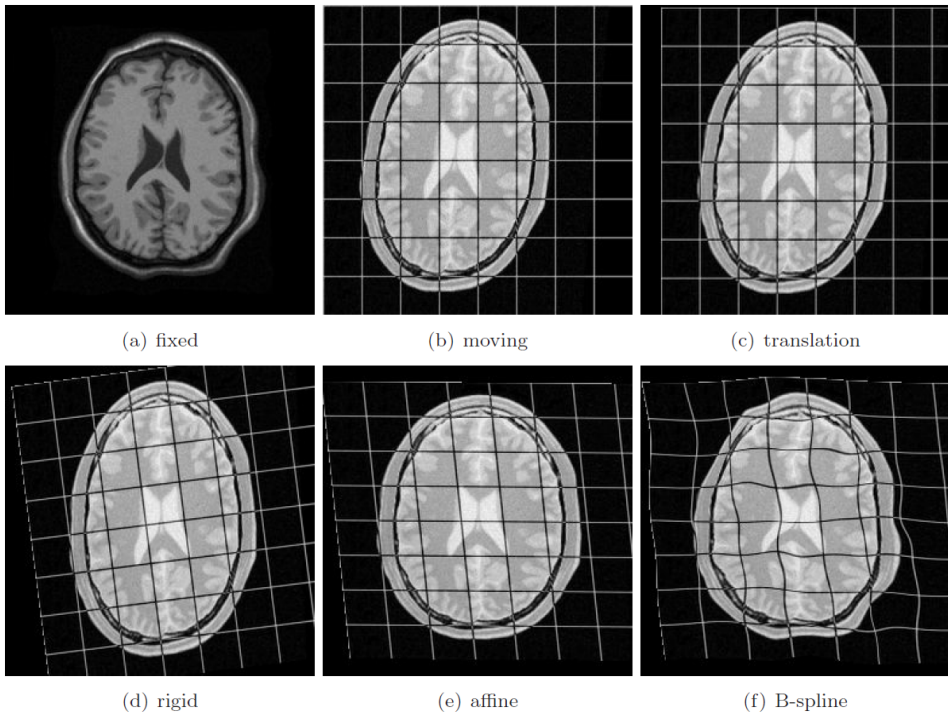 (a) fixed
(b) moving
(c) translation
(d) rigid
(e) affine
(f) B-spline